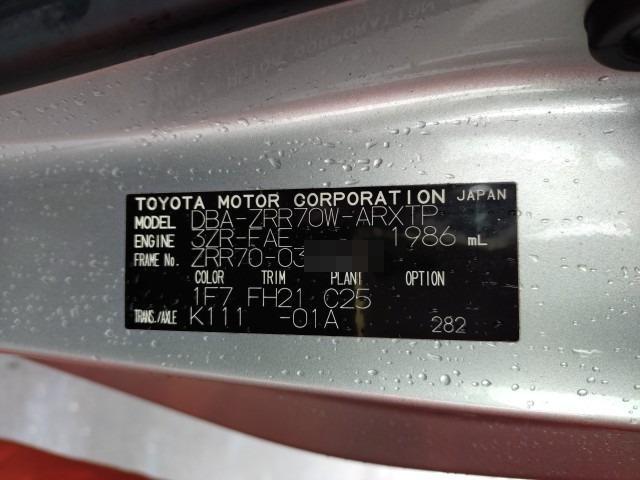 TOYOTA MOTOR CORPORATION JAPAN
MODEL DBA-ZRR70W-ARXTP
ENGINE 3ZR-FAE 1986 mL
FRAME No. ZRR70-03
COLOR TRIM PLANT OPTION
1F7 FH21 C25
TRANS./AXLE K111 -01A 282